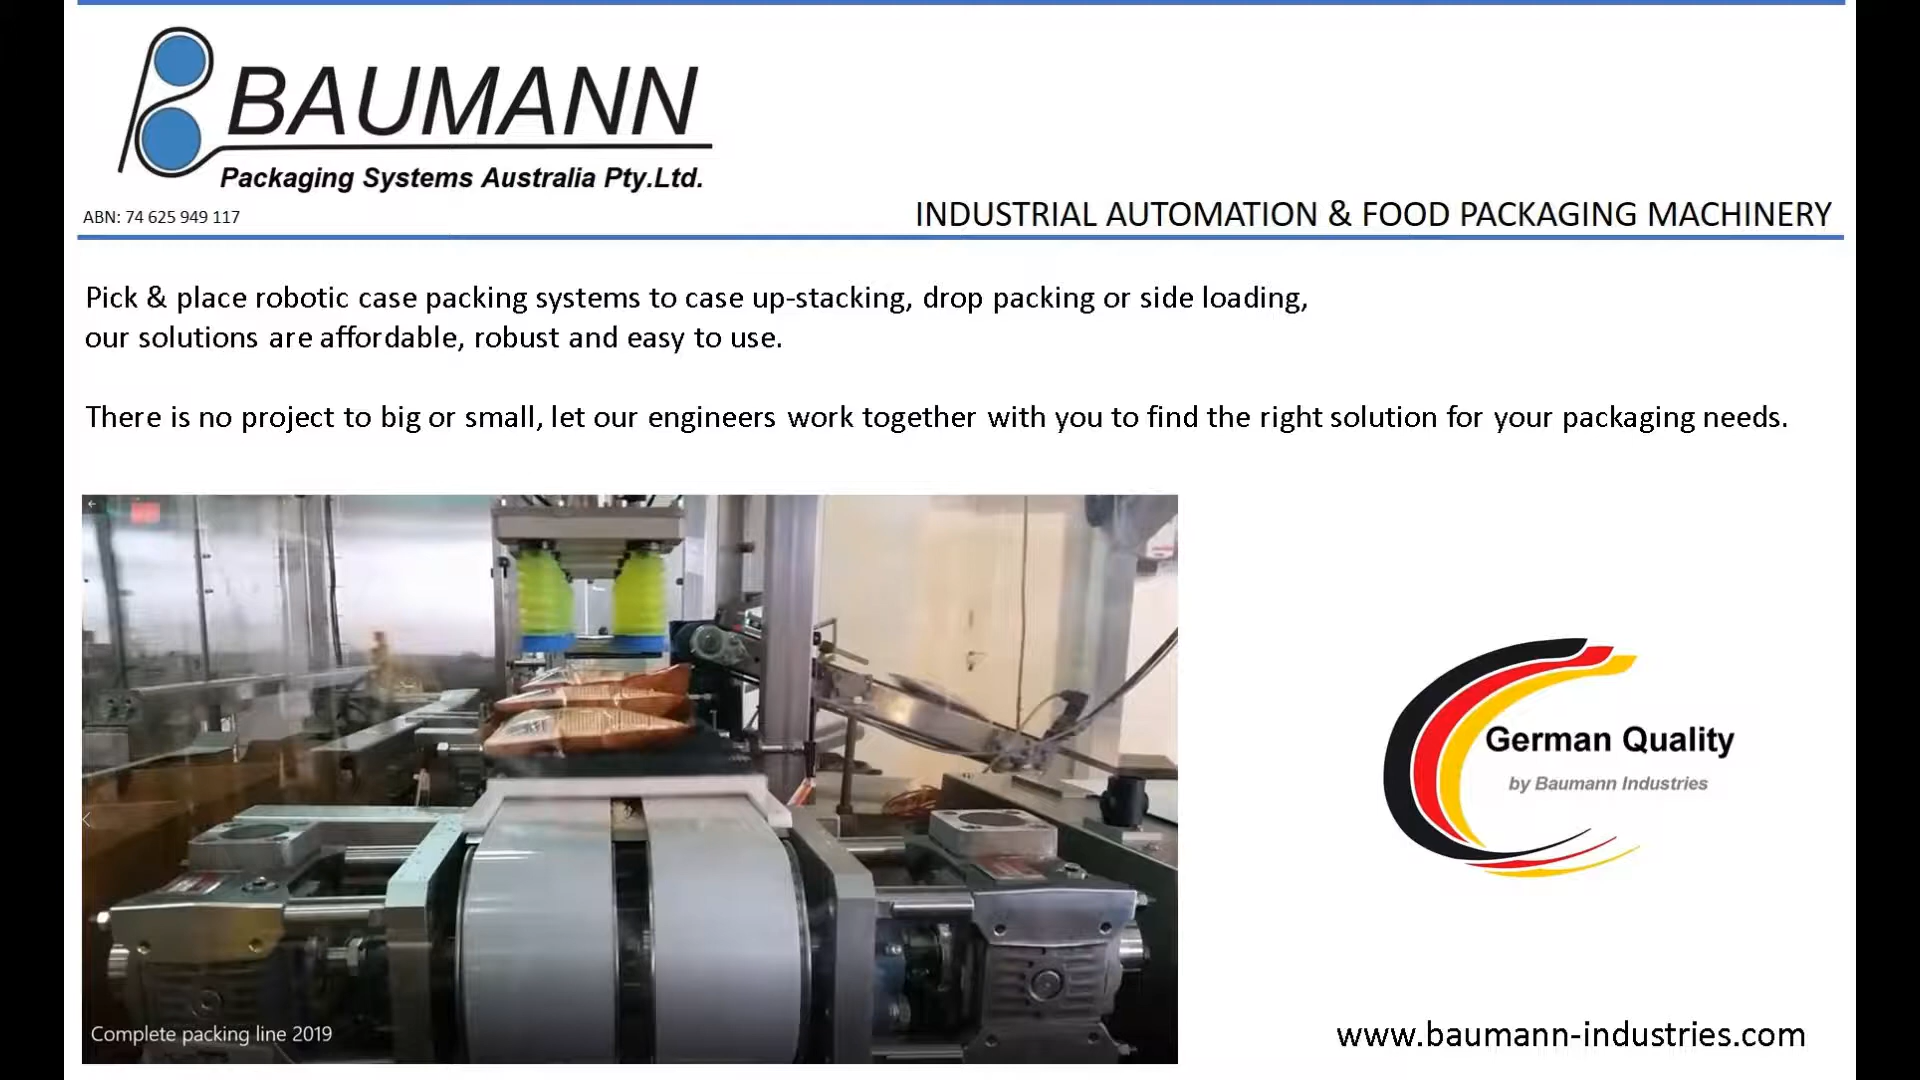 BAUMANN
Packaging Systems Australia Pty.Ltd.
ABN: 74 625 949 117
INDUSTRIAL AUTOMATION & FOOD PACKAGING MACHINERY
Pick & place robotic case packing systems to case up-stacking, drop packing or side loading,
our solutions are affordable, robust and easy to use.
There is no project to big or small, let our engineers work together with you to find the right solution for your packaging needs.
German Quality
by Baumann Industries
Complete packing line 2019
www.baumann-industries.com